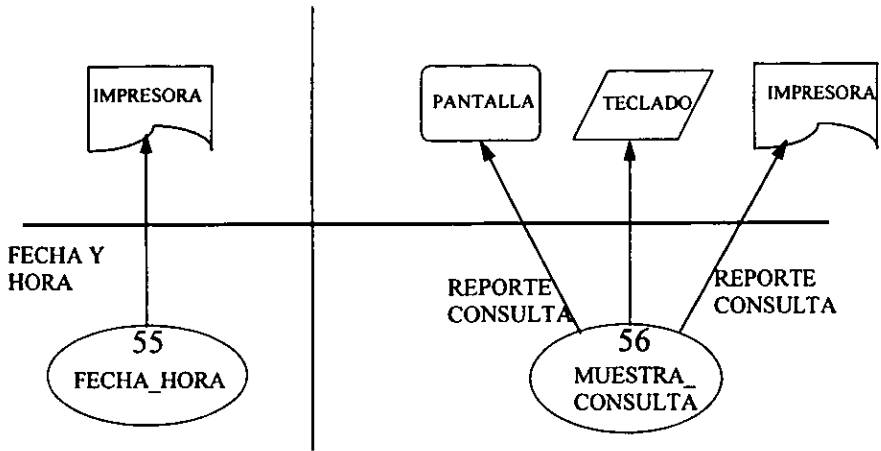 IMPRESORA
FECHA Y
HORA
55
FECHA_HORA
PANTALLA
TECLADO
IMPRESORA
REPORTE
CONSULTA
REPORTE
CONSULTA
56
MUESTRA_
CONSULTA